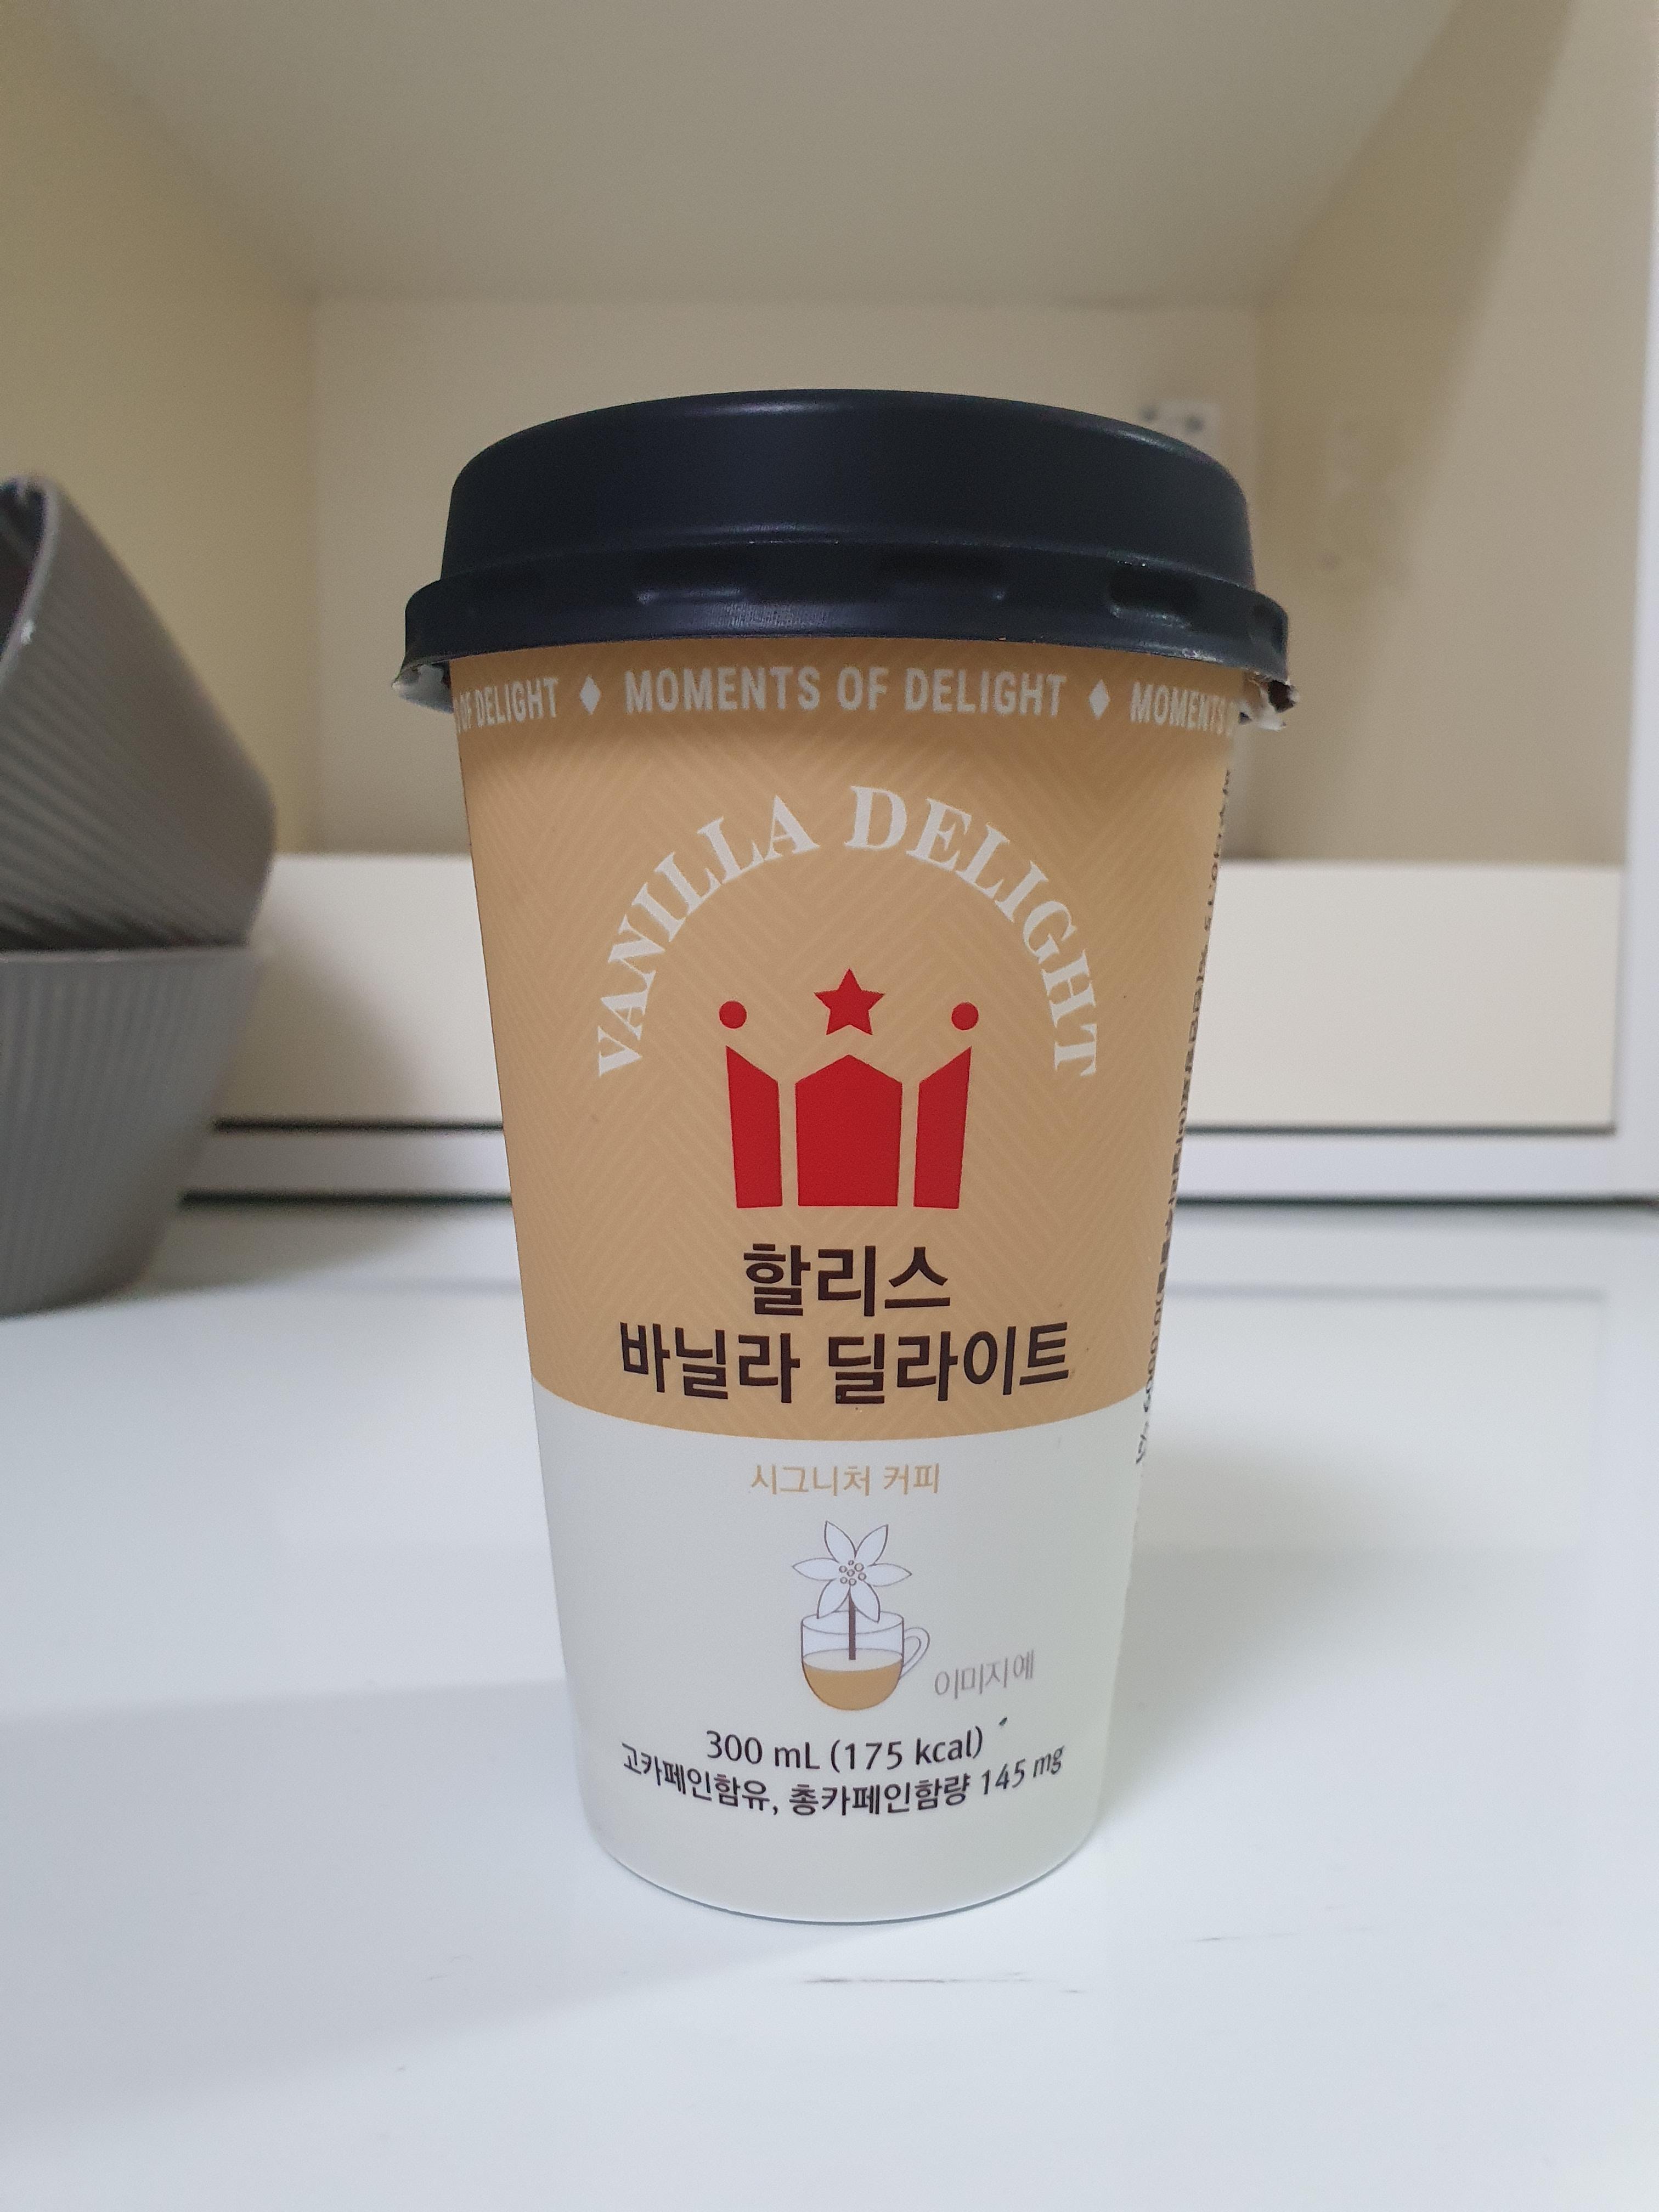 OF DELIGHT ♦ MOMENTS OF DELIGHT ♦ MOMENTS
VANILLA DELIGHT
할리스
바닐라 딜라이트
시그니처 커피
이미지 예
300 mL (175 kcal)
고카페인함유, 총카페인함량 145 mg